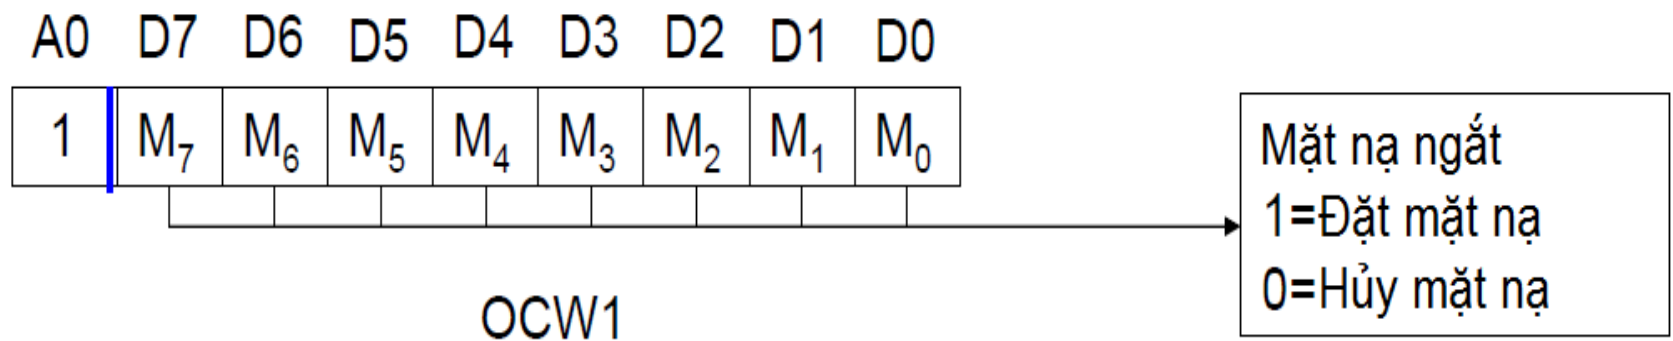 A0 D7 D6 D5 D4 D3 D2 D1 D0
1 M7 M6 M5 M4 M3 M2 M1 M0
Mặt nạ ngắt
1=Đặt mặt nạ
0=Hủy mặt nạ
OCW1